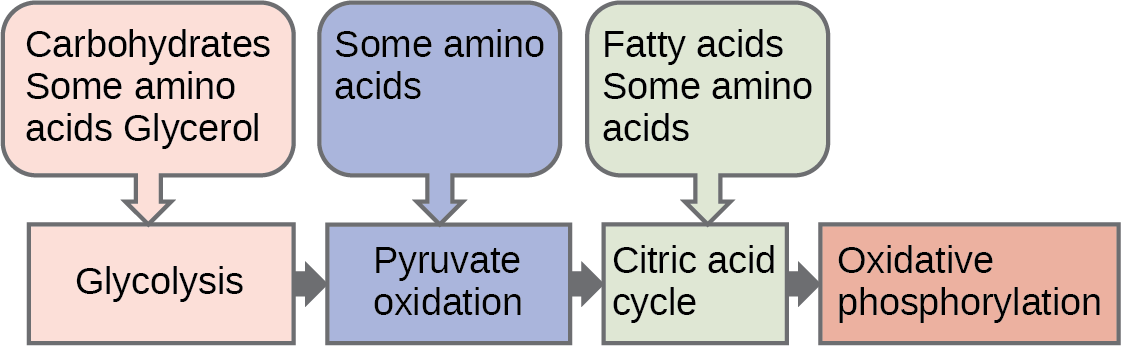 Carbohydrates
Some amino
acids Glycerol
Some amino
acids
Fatty acids
Some amino
acids
Glycolysis
Pyruvate
oxidation
Citric acid
cycle
Oxidative
phosphorylation